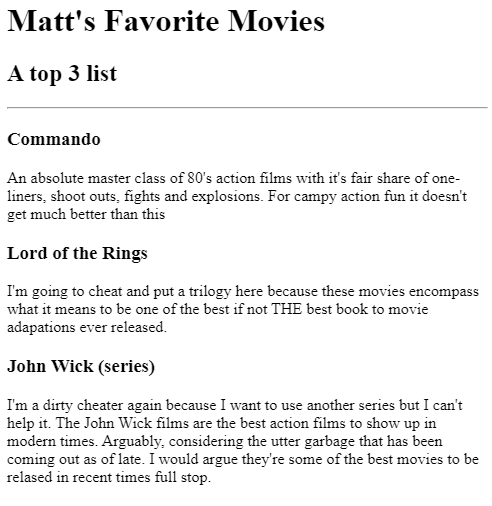 Matt's Favorite Movies
A top 3 list
Commando
An absolute master class of 80's action films with it's fair share of one-
liners, shoot outs, fights and explosions. For campy action fun it doesn't
get much better than this
Lord of the Rings
I'm going to cheat and put a trilogy here because these movies encompass
what it means to be one of the best if not THE best book to movie
adapations ever released.
John Wick (series)
I'm a dirty cheater again because I want to use another series but I can't
help it. The John Wick films are the best action films to show up in
modern times. Arguably, considering the utter garbage that has been
coming out as of late. I would argue they're some of the best movies to be
relased in recent times full stop.